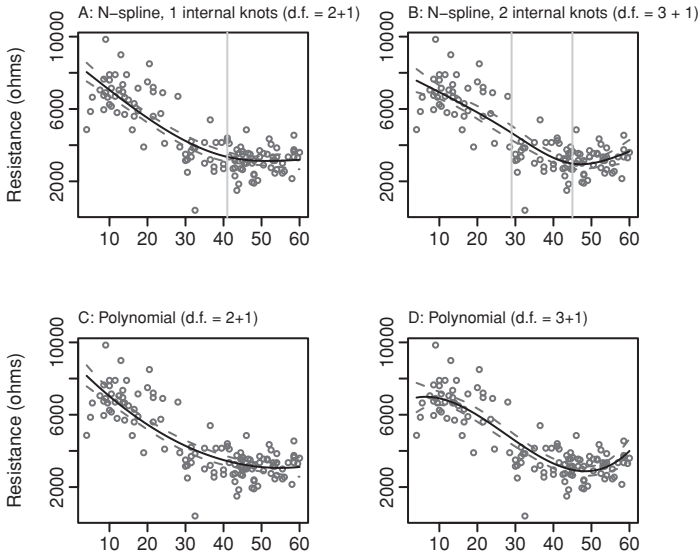 A: N−spline, 1 internal knots (d.f. = 2+1)
B: N−spline, 2 internal knots (d.f. = 3 + 1)
Resistance (ohms)
10000
6000
2000
10 20 30 40 50 60
10000
6000
2000
10 20 30 40 50 60
C: Polynomial (d.f. = 2+1)
D: Polynomial (d.f. = 3+1)
Resistance (ohms)
10000
6000
2000
10 20 30 40 50 60
10000
6000
2000
10 20 30 40 50 60